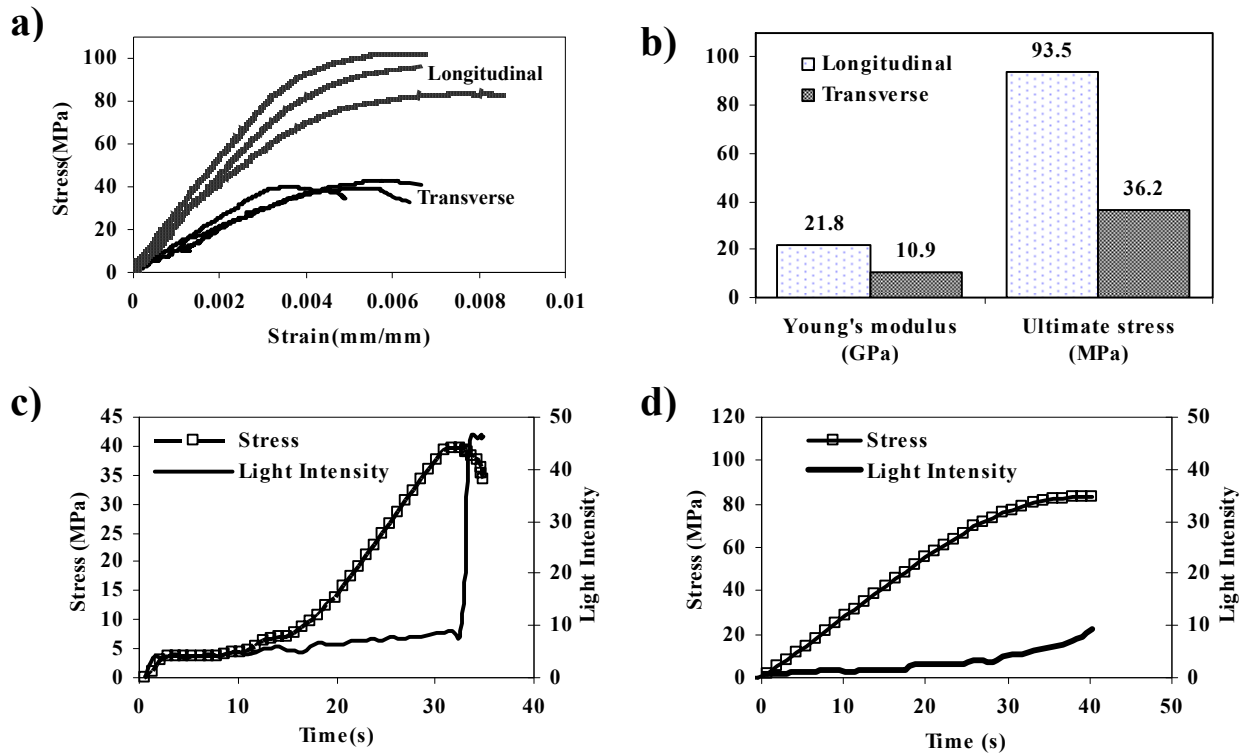 a)
Stress(MPa)
100
80
60
40
20
0
Longitudinal
Transverse
0 0.002 0.004 0.006 0.008 0.01
Strain(mm/mm)
b)
100
80
60
40
20
0
Longitudinal
Transverse
93.5
36.2
21.8
10.9
Young's modulus
(GPa)
Ultimate stress
(MPa)
c)
Stress (MPa)
45
40
35
30
25
20
15
10
5
0
Stress
Light Intensity
50
40
30
20
10
0
Light Intensity
0 10 20 30 40
Time(s)
d)
Stress (MPa)
120
100
80
60
40
20
0
Stress
Light Intensity
50
40
30
20
10
0
Light Intensity
0 10 20 30 40 50
Time (s)